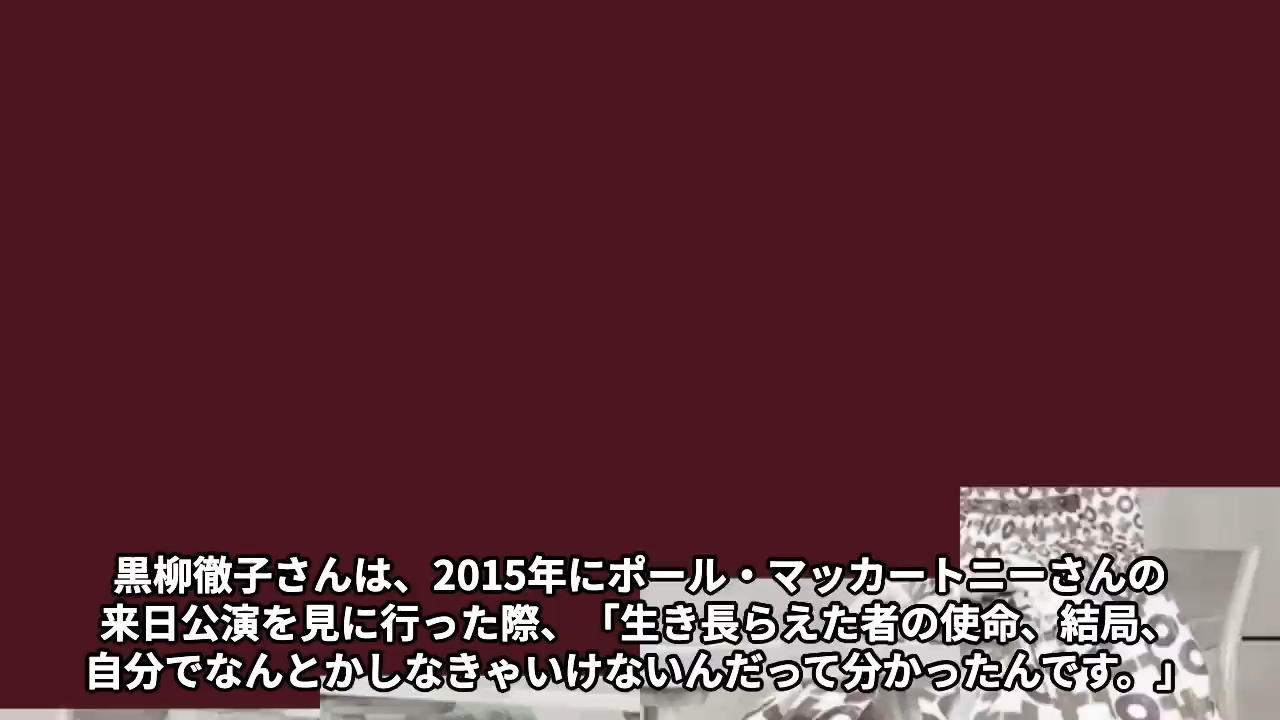 黒柳徹子さんは、2015年にポール・マッカートニーさんの
来日公演を見に行った際、「生き長らえた者の使命、結局、
自分でなんとかしなきゃいけないんだって分かったんです。」